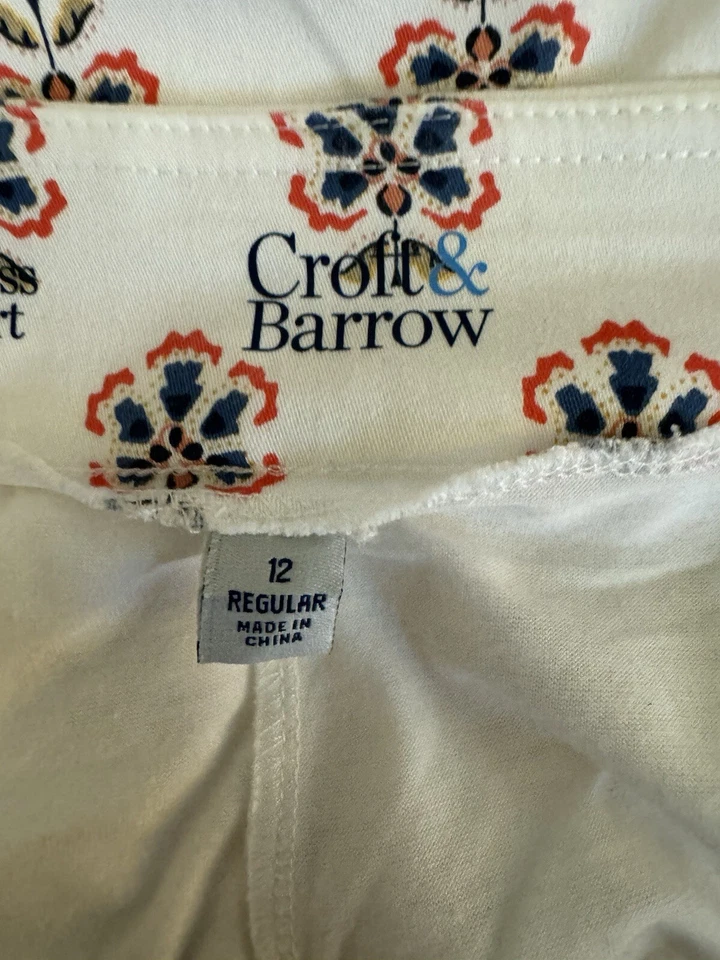 Croft &
Barrow
12
REGULAR
MADE IN
CHINA